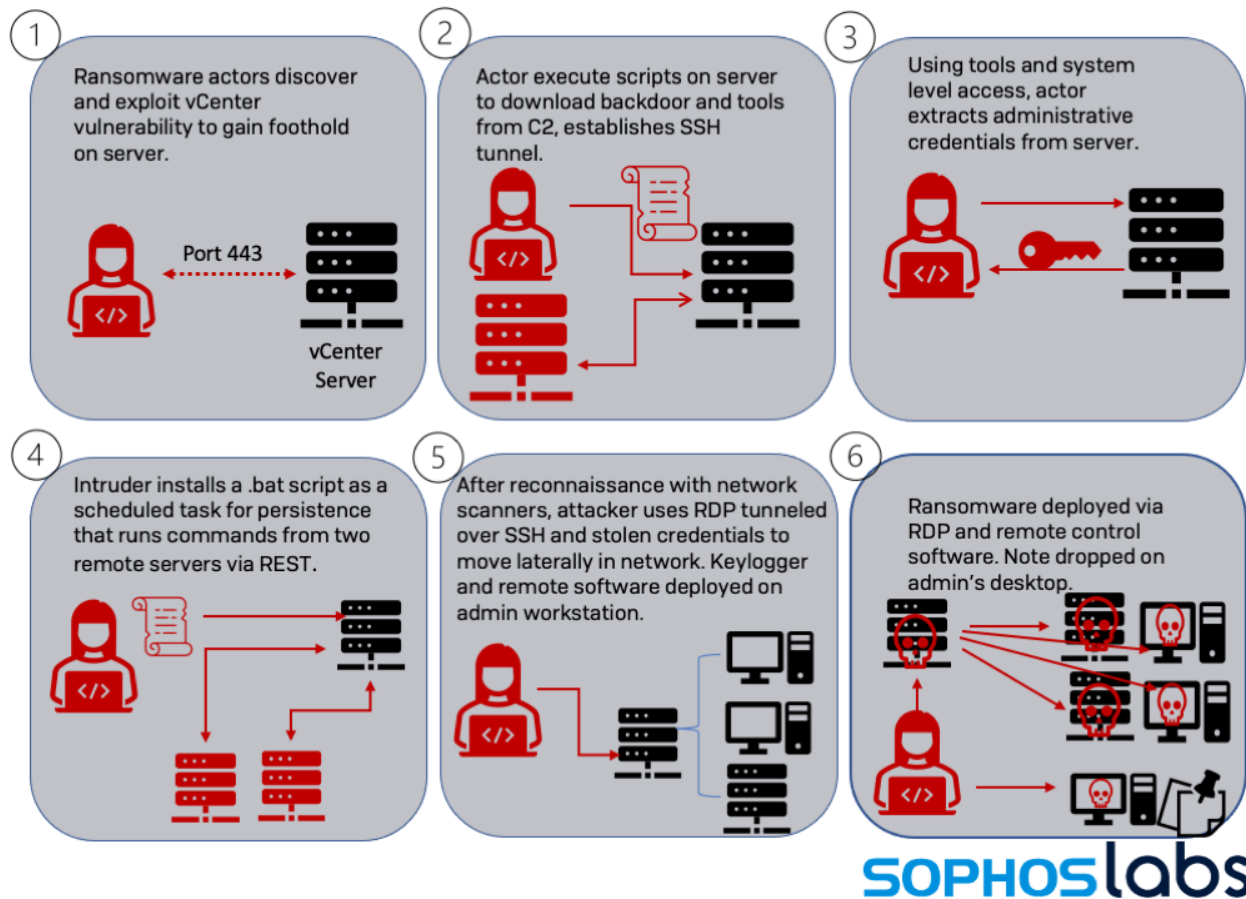 1
Ransomware actors discover
and exploit vCenter
vulnerability to gain foothold
on server.
Port 443
</>
vCenter
Server
2
Actor execute scripts on server
to download backdoor and tools
from C2, establishes SSH
tunnel.
</>
3
Using tools and system
level access, actor
extracts administrative
credentials from server.
</>
4
Intruder installs a .bat script as a
scheduled task for persistence
that runs commands from two
remote servers via REST.
</>
5
After reconnaissance with network
scanners, attacker uses RDP tunneled
over SSH and stolen credentials to
move laterally in network. Keylogger
and remote software deployed on
admin workstation.
</>
6
Ransomware deployed via
RDP and remote control
software. Note dropped on
admin's desktop.
</>
SOPHOSlabs